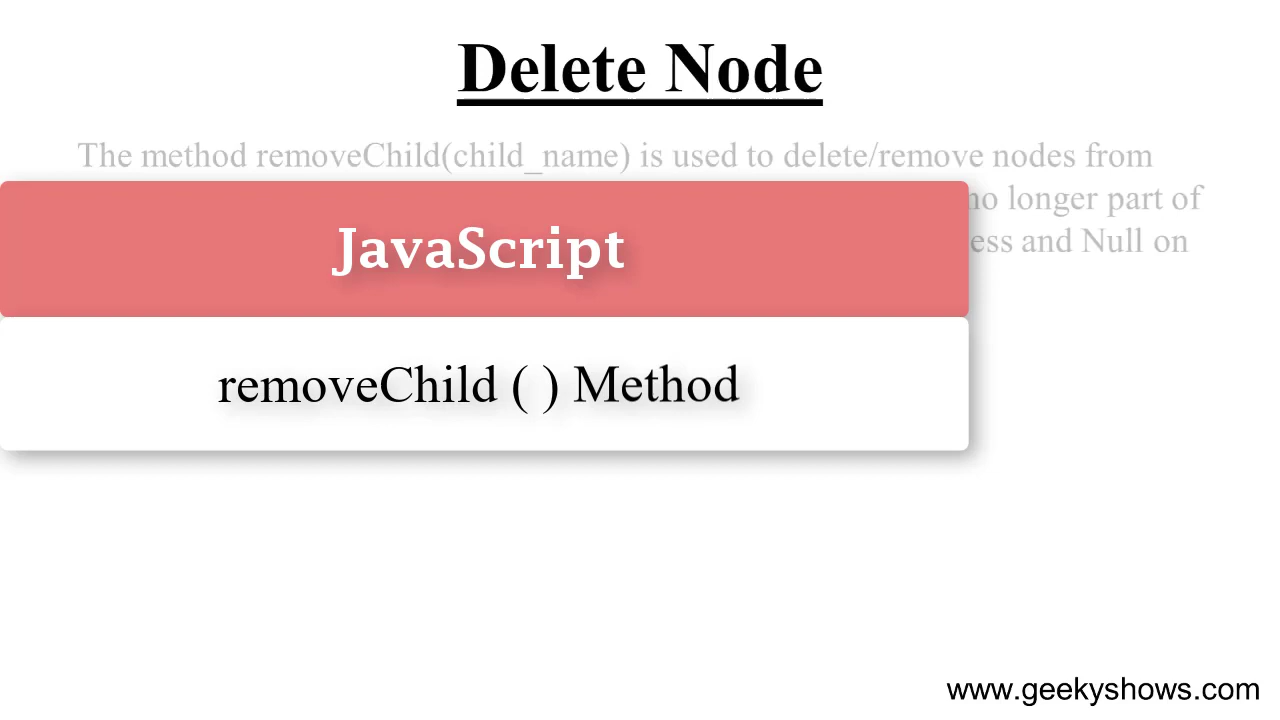 Delete Node
The method removeChild(child_name) is used to delete/remove nodes from
no longer part of
and Null on
JavaScript
removeChild ( ) Method
www.geekyshows.com